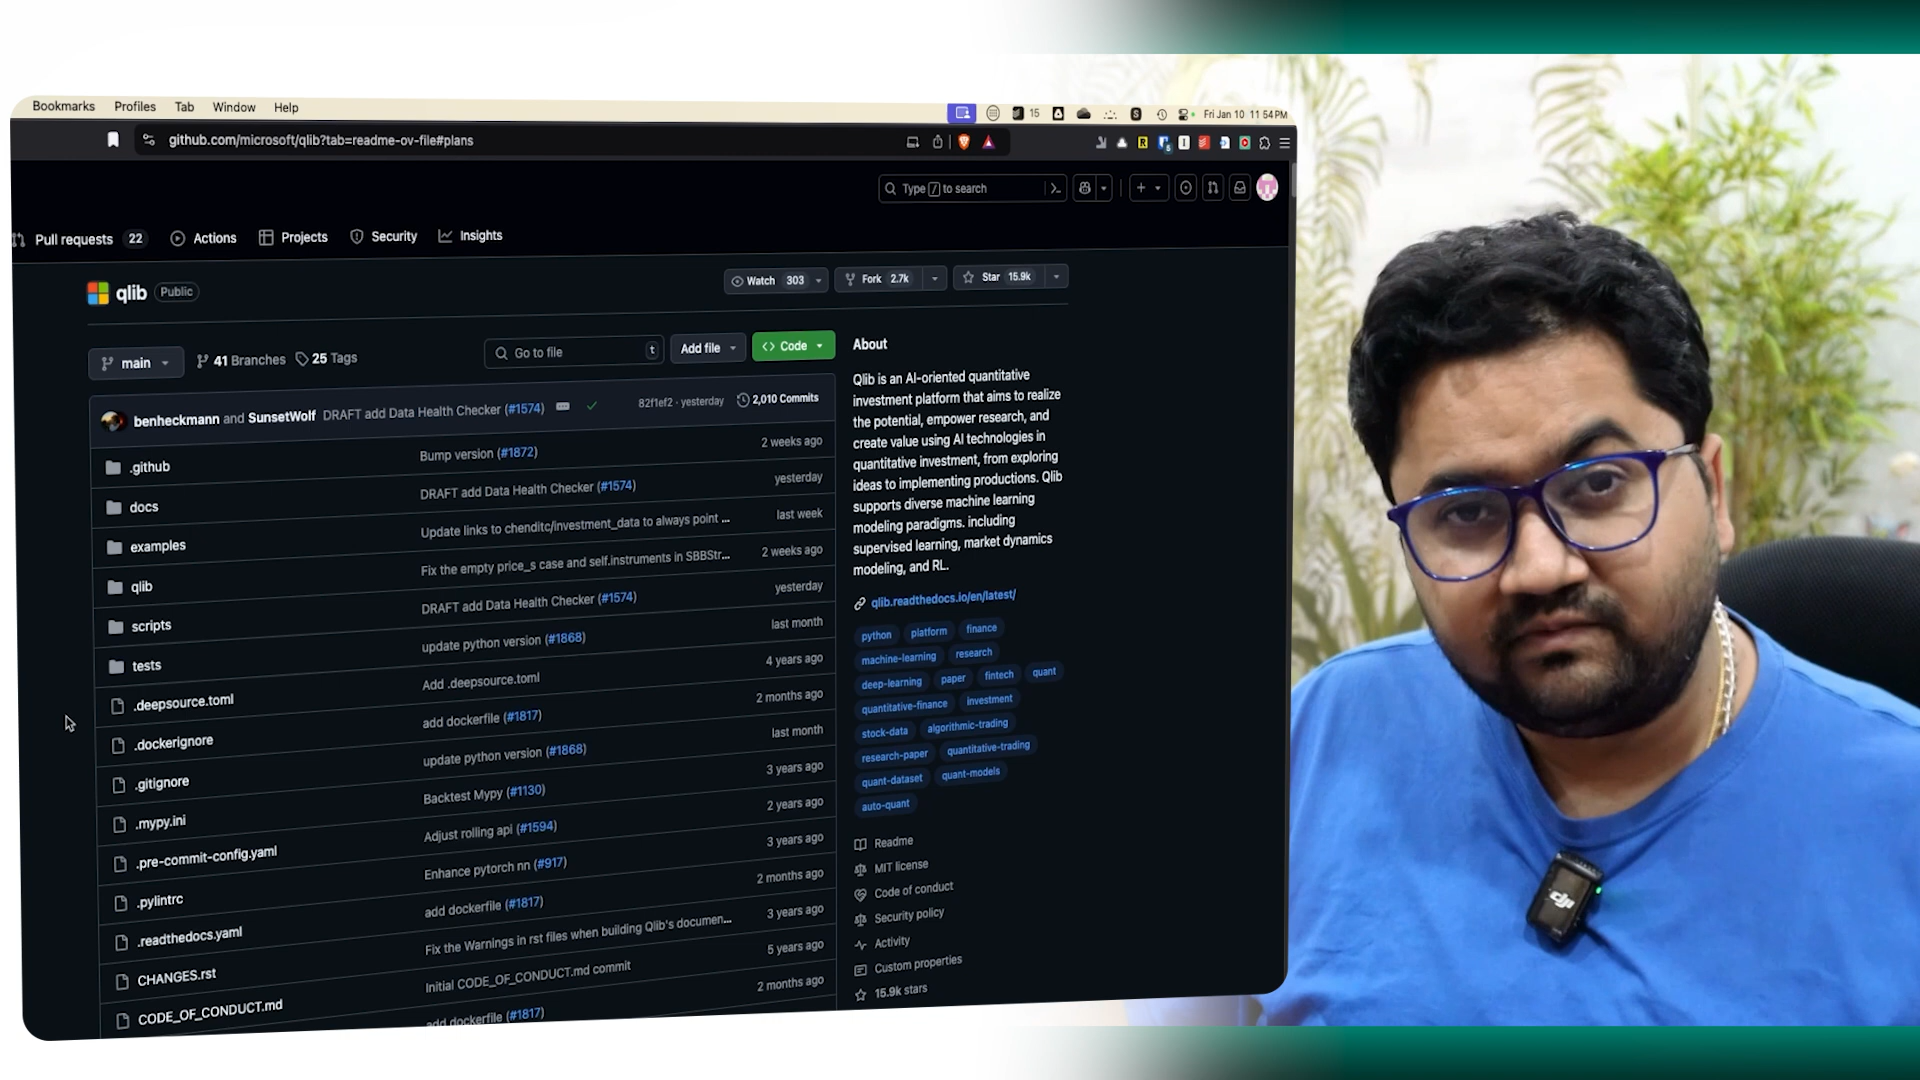 Bookmarks Profiles Tab Window Help
15 Fri Jan 10 11:54 PM
github.com/microsoft/qlib?tab=readme-ov-file#plans
Type / to search
Pull requests 22 Actions Projects Security Insights
qlib Public
Watch 303 Fork 2.7k Star 15.9k
main 41 Branches 25 Tags
Go to file t Add file Code
benheckmann and SunsetWolf DRAFT add Data Health Checker (#1574) 82f1ef2 · yesterday 2,010 Commits
.github Bump version (#1872) 2 weeks ago
docs DRAFT add Data Health Checker (#1574) yesterday
examples Update links to chenditc/investment_data to always point ... last week
qlib Fix the empty price_s case and self.instruments in SBBStr... 2 weeks ago
scripts DRAFT add Data Health Checker (#1574) yesterday
tests update python version (#1868) last month
.deepsource.toml Add .deepsource.toml 4 years ago
.dockerignore add dockerfile (#1817) 2 months ago
.gitignore update python version (#1868) last month
.mypy.ini Backtest Mypy (#1130) 3 years ago
.pre-commit-config.yaml Adjust rolling api (#1594) 2 years ago
.pylintrc Enhance pytorch nn (#917) 3 years ago
.readthedocs.yaml add dockerfile (#1817) 2 months ago
CHANGES.rst Fix the Warnings in rst files when building Qlib's documen... 3 years ago
CODE_OF_CONDUCT.md Initial CODE_OF_CONDUCT.md commit 5 years ago
add dockerfile (#1817) 2 months ago
About
Qlib is an AI-oriented quantitative
investment platform that aims to realize
the potential, empower research, and
create value using AI technologies in
quantitative investment, from exploring
ideas to implementing productions. Qlib
supports diverse machine learning
modeling paradigms. including
supervised learning, market dynamics
modeling, and RL.
qlib.readthedocs.io/en/latest/
python platform finance
machine-learning research
deep-learning paper fintech quant
quantitative-finance investment
stock-data algorithmic-trading
research-paper quantitative-trading
quant-dataset quant-models
auto-quant
Readme
MIT license
Code of conduct
Security policy
Activity
Custom properties
15.9k stars
dji